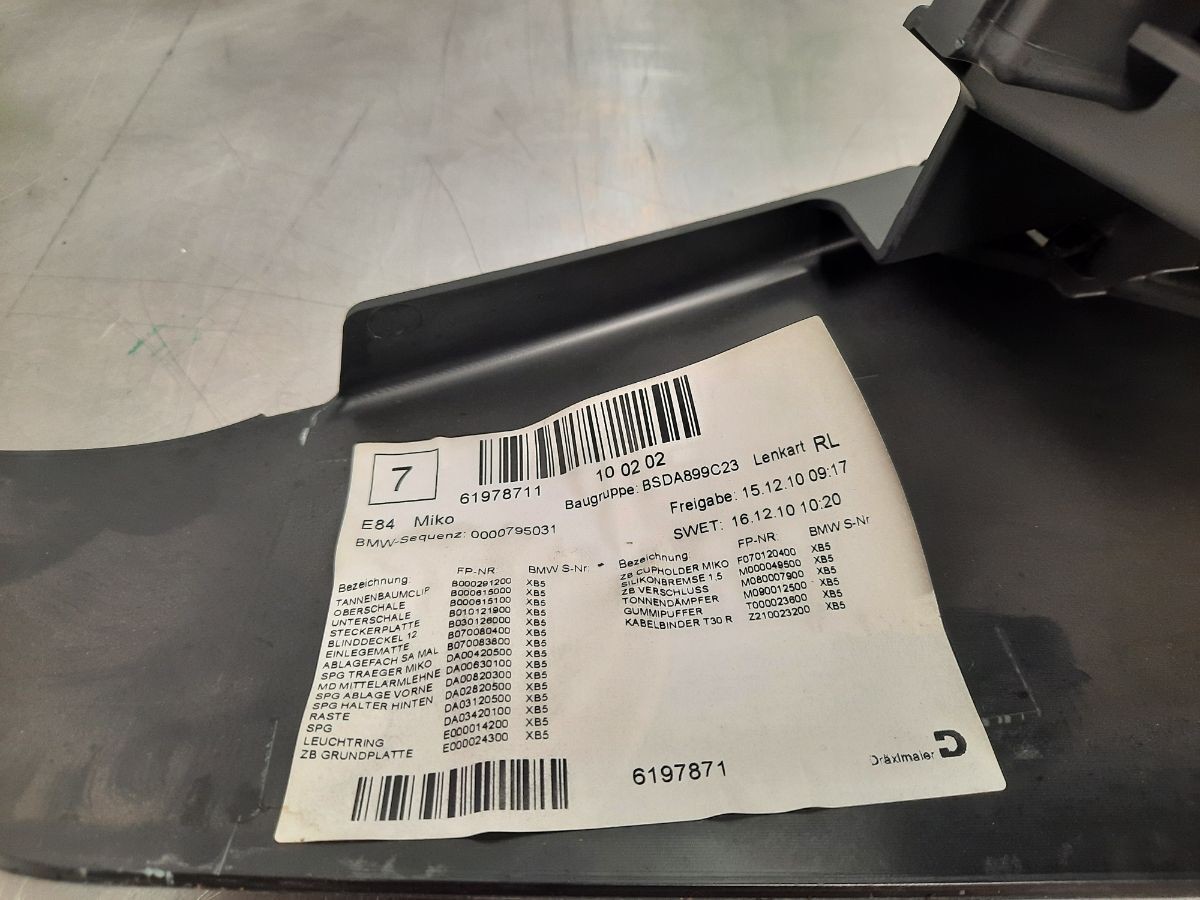 7
61978711
10 02 02
Baugruppe: BSDA899C23 Lenkart RL
E84 Miko
Freigabe: 15.12.10 09:17
BMW-Sequenz: 0000795031
SWET: 16.12.10 10:20
Bezeichnung FP-NR. BMW S-Nr.
TANNENBAUMCLIP B000291200 XB5
OBERSCHALE B000615000 XB5
UNTERSCHALE B000615100 XB5
STECKERPLATTE B010121900 XB5
BLINDDECKEL 12 B030126000 XB5
EINLEGEMATTE B070080400 XB5
ABLAGEFACH SA MAL B070083800 XB5
SPG TRAEGER MIKO DA00420500 XB5
MD MITTELARMLEHNE DA00630100 XB5
SPG ABLAGE VORNE DA00820300 XB5
SPG HALTER HINTEN DA02820500 XB5
RASTE DA03120500 XB5
SPG DA03420100 XB5
LEUCHTRING E000014200 XB5
ZB GRUNDPLATTE E000024300 XB5
Bezeichnung FP-NR. BMW S-Nr
ZB CUPHOLDER MIKO F070120400 XB5
SILIKONBREMSE 1.5 M000049500 XB5
ZB VERSCHLUSS M080007900 XB5
TONNENDÄMPFER M090012500 XB5
GUMMIPUFFER T000023600 XB5
KABELBINDER T30 R Z210023200 XB5
6197871
Dräxlmaier